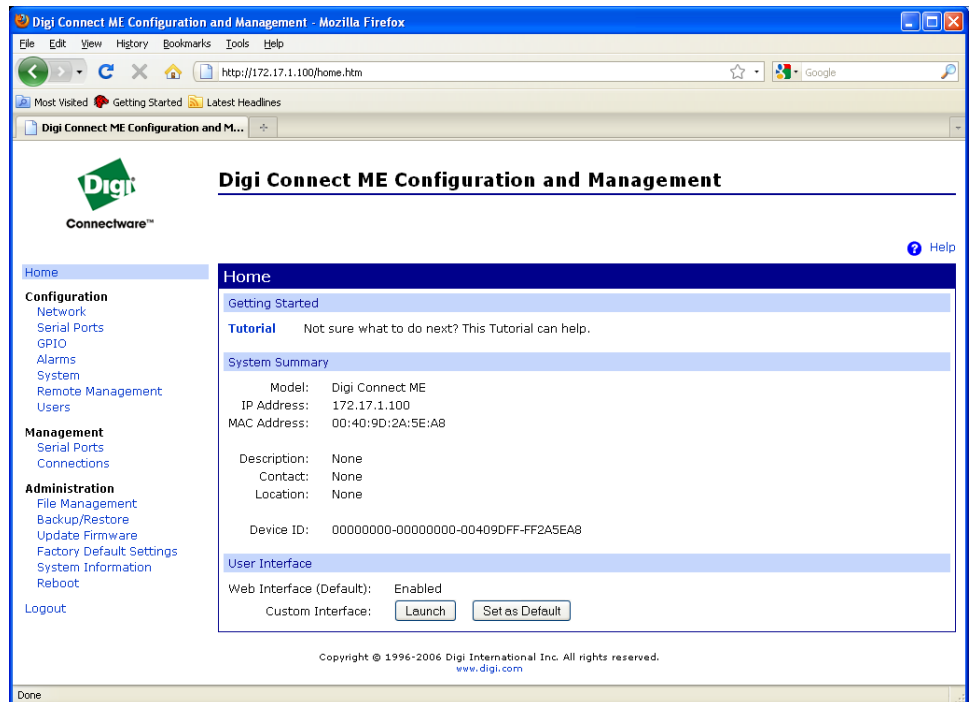 Digi Connect ME Configuration and Management - Mozilla Firefox
File Edit View History Bookmarks Tools Help
http://172.17.1.100/home.htm
Google
Most Visited Getting Started Latest Headlines
Digi Connect ME Configuration and M...
Digi
Connectware™
Digi Connect ME Configuration and Management
Help
Home
Configuration
Network
Serial Ports
GPIO
Alarms
System
Remote Management
Users
Management
Serial Ports
Connections
Administration
File Management
Backup/Restore
Update Firmware
Factory Default Settings
System Information
Reboot
Logout
Home
Getting Started
Tutorial Not sure what to do next? This Tutorial can help.
System Summary
Model: Digi Connect ME
IP Address: 172.17.1.100
MAC Address: 00:40:9D:2A:5E:A8
Description: None
Contact: None
Location: None
Device ID: 00000000-00000000-00409DFF-FF2A5EA8
User Interface
Web Interface (Default): Enabled
Custom Interface: Launch Set as Default
Copyright © 1996-2006 Digi International Inc. All rights reserved.
www.digi.com
Done